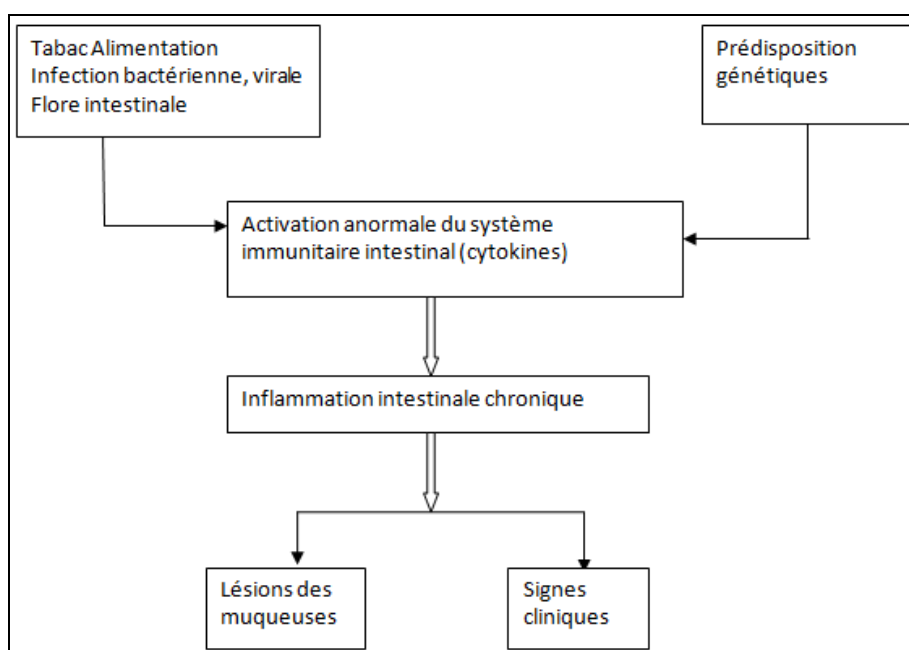 Tabac Alimentation
Infection bactérienne, virale
Flore intestinale
Prédisposition
génétiques
Activation anormale du système
immunitaire intestinal (cytokines)
Inflammation intestinale chronique
Lésions des
muqueuses
Signes
cliniques